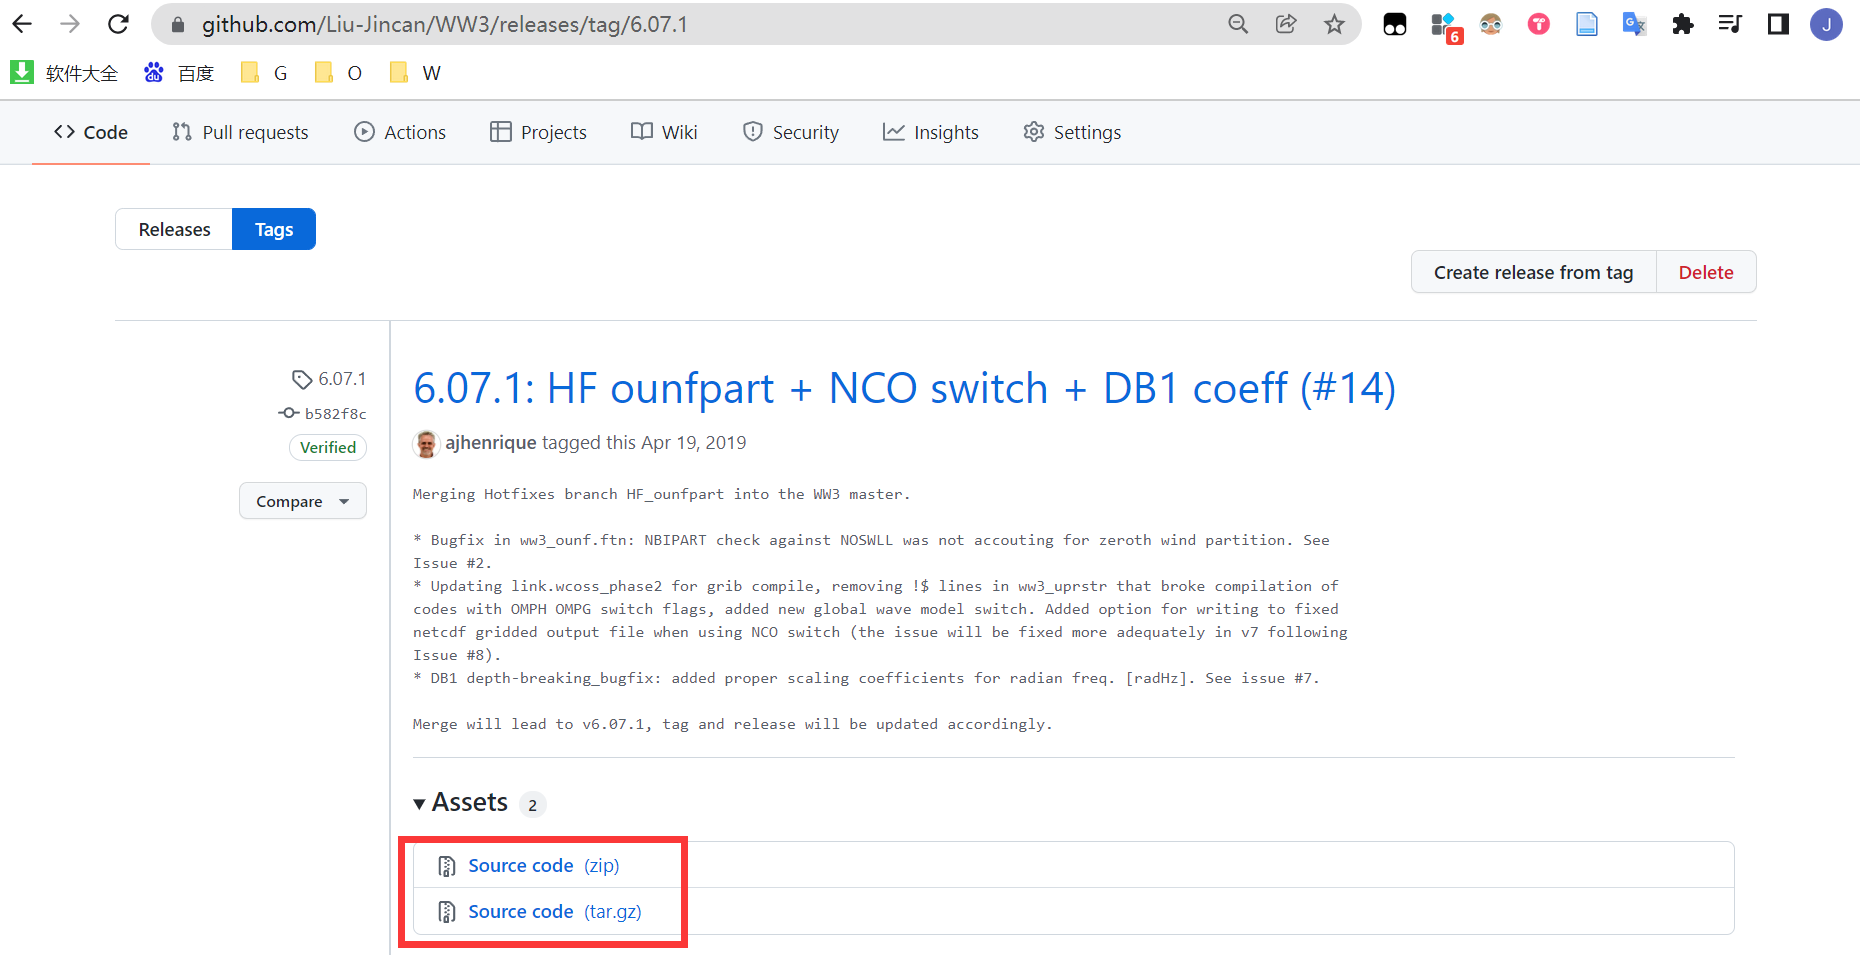 github.com/Liu-Jincan/WW3/releases/tag/6.07.1
6
J
软件大全 百度 G O W
Code Pull requests Actions Projects Wiki Security Insights Settings
Releases Tags
Create release from tag Delete
6.07.1
b582f8c
Verified
Compare
6.07.1: HF ounfpart + NCO switch + DB1 coeff (#14)
ajhenrique tagged this Apr 19, 2019
Merging Hotfixes branch HF_ounfpart into the WW3 master.
* Bugfix in ww3_ounf.ftn: NBIPART check against NOSWLL was not accouting for zeroth wind partition. See
Issue #2.
* Updating link.wcoss_phase2 for grib compile, removing !$ lines in ww3_uprstr that broke compilation of
codes with OMPH OMPG switch flags, added new global wave model switch. Added option for writing to fixed
netcdf gridded output file when using NCO switch (the issue will be fixed more adequately in v7 following
Issue #8).
* DB1 depth-breaking_bugfix: added proper scaling coefficients for radian freq. [radHz]. See issue #7.
Merge will lead to v6.07.1, tag and release will be updated accordingly.
Assets 2
Source code (zip)
Source code (tar.gz)